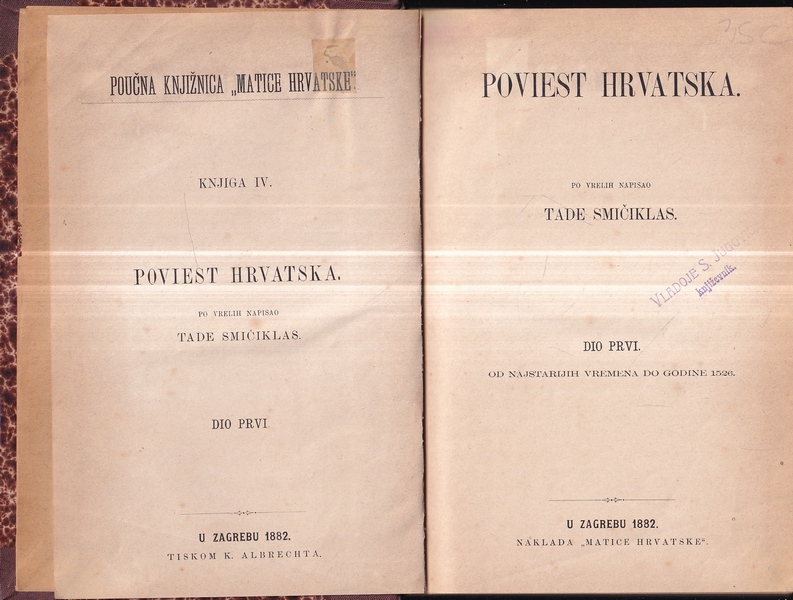 POUČNA KNJIŽNICA „MATICE HRVATSKE“.
KNJIGA IV.
POVIEST HRVATSKA.
PO VRELIH NAPISAO
TADE SMIČIKLAS.
DIO PRVI
U ZAGREBU 1882.
TISKOM K. ALBRECHTA.
POVIEST HRVATSKA.
PO VRELIH NAPISAO
TADE SMIČIKLAS.
VLADOJE S.
književnik.
DIO PRVI.
OD NAJSTARIJIH VREMENA DO GODINE 1526.
U ZAGREBU 1882.
NAKLADA „MATICE HRVATSKE“.